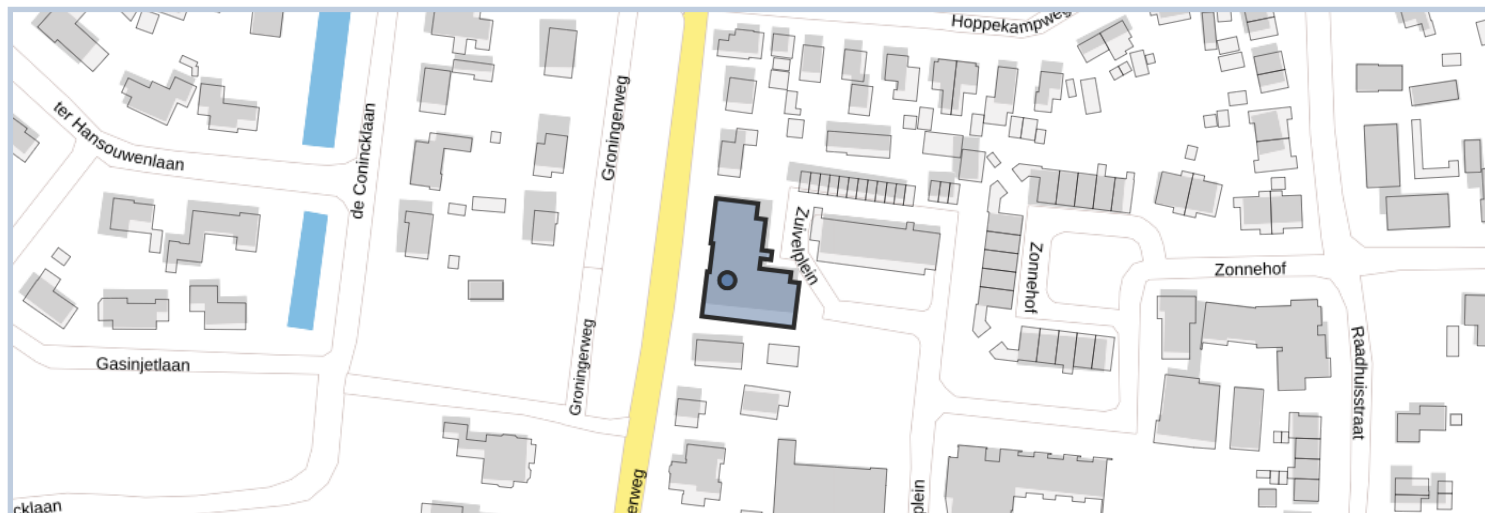 Hoppekampweg
ter Hansouwenlaan
de Conincklaan
Groningerweg
Zuivelplein
Zonnehof
Zonnehof
Gasinjetlaan
Groningerweg
Raadhuisstraat
cklaan
erweg
plein